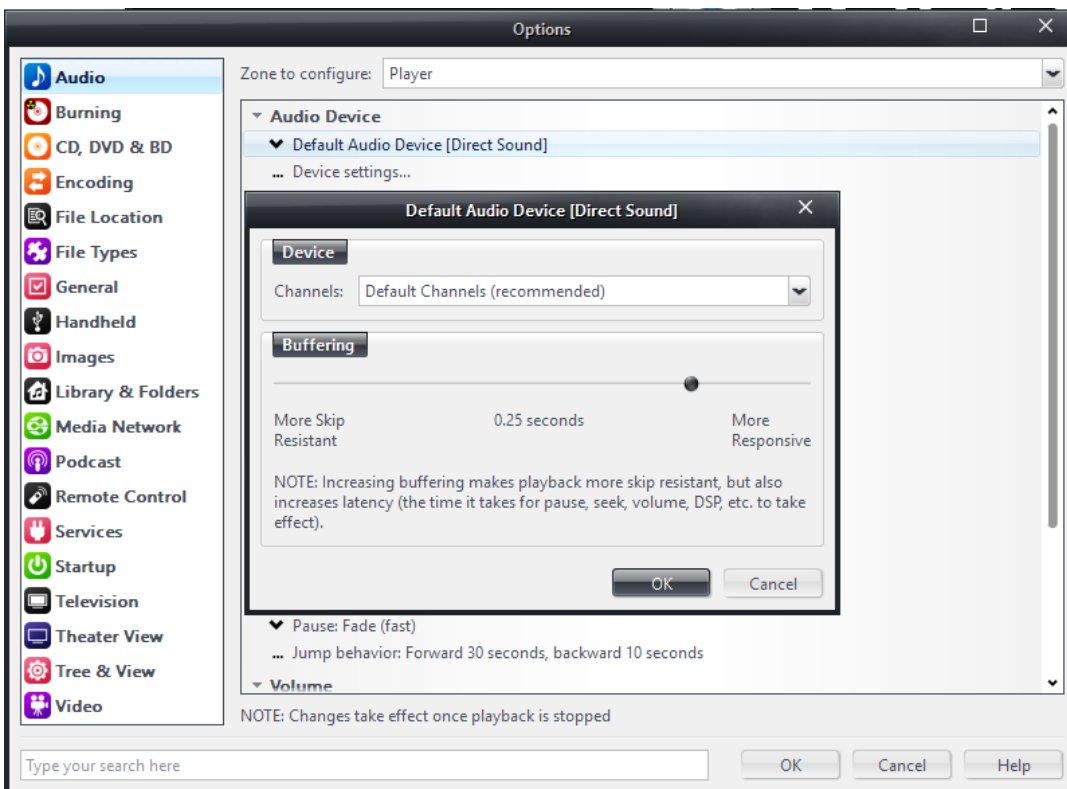 Options
Audio
Burning
CD, DVD & BD
Encoding
File Location
File Types
General
Handheld
Images
Library & Folders
Media Network
Podcast
Remote Control
Services
Startup
Television
Theater View
Tree & View
Video
Zone to configure: Player
Audio Device
Default Audio Device [Direct Sound]
... Device settings...
Default Audio Device [Direct Sound]
Device
Channels: Default Channels (recommended)
Buffering
More Skip
Resistant
0.25 seconds
More
Responsive
NOTE: Increasing buffering makes playback more skip resistant, but also
increases latency (the time it takes for pause, seek, volume, DSP, etc. to take
effect).
OK Cancel
Pause: Fade (fast)
... Jump behavior: Forward 30 seconds, backward 10 seconds
Volume
NOTE: Changes take effect once playback is stopped
Type your search here
OK Cancel Help